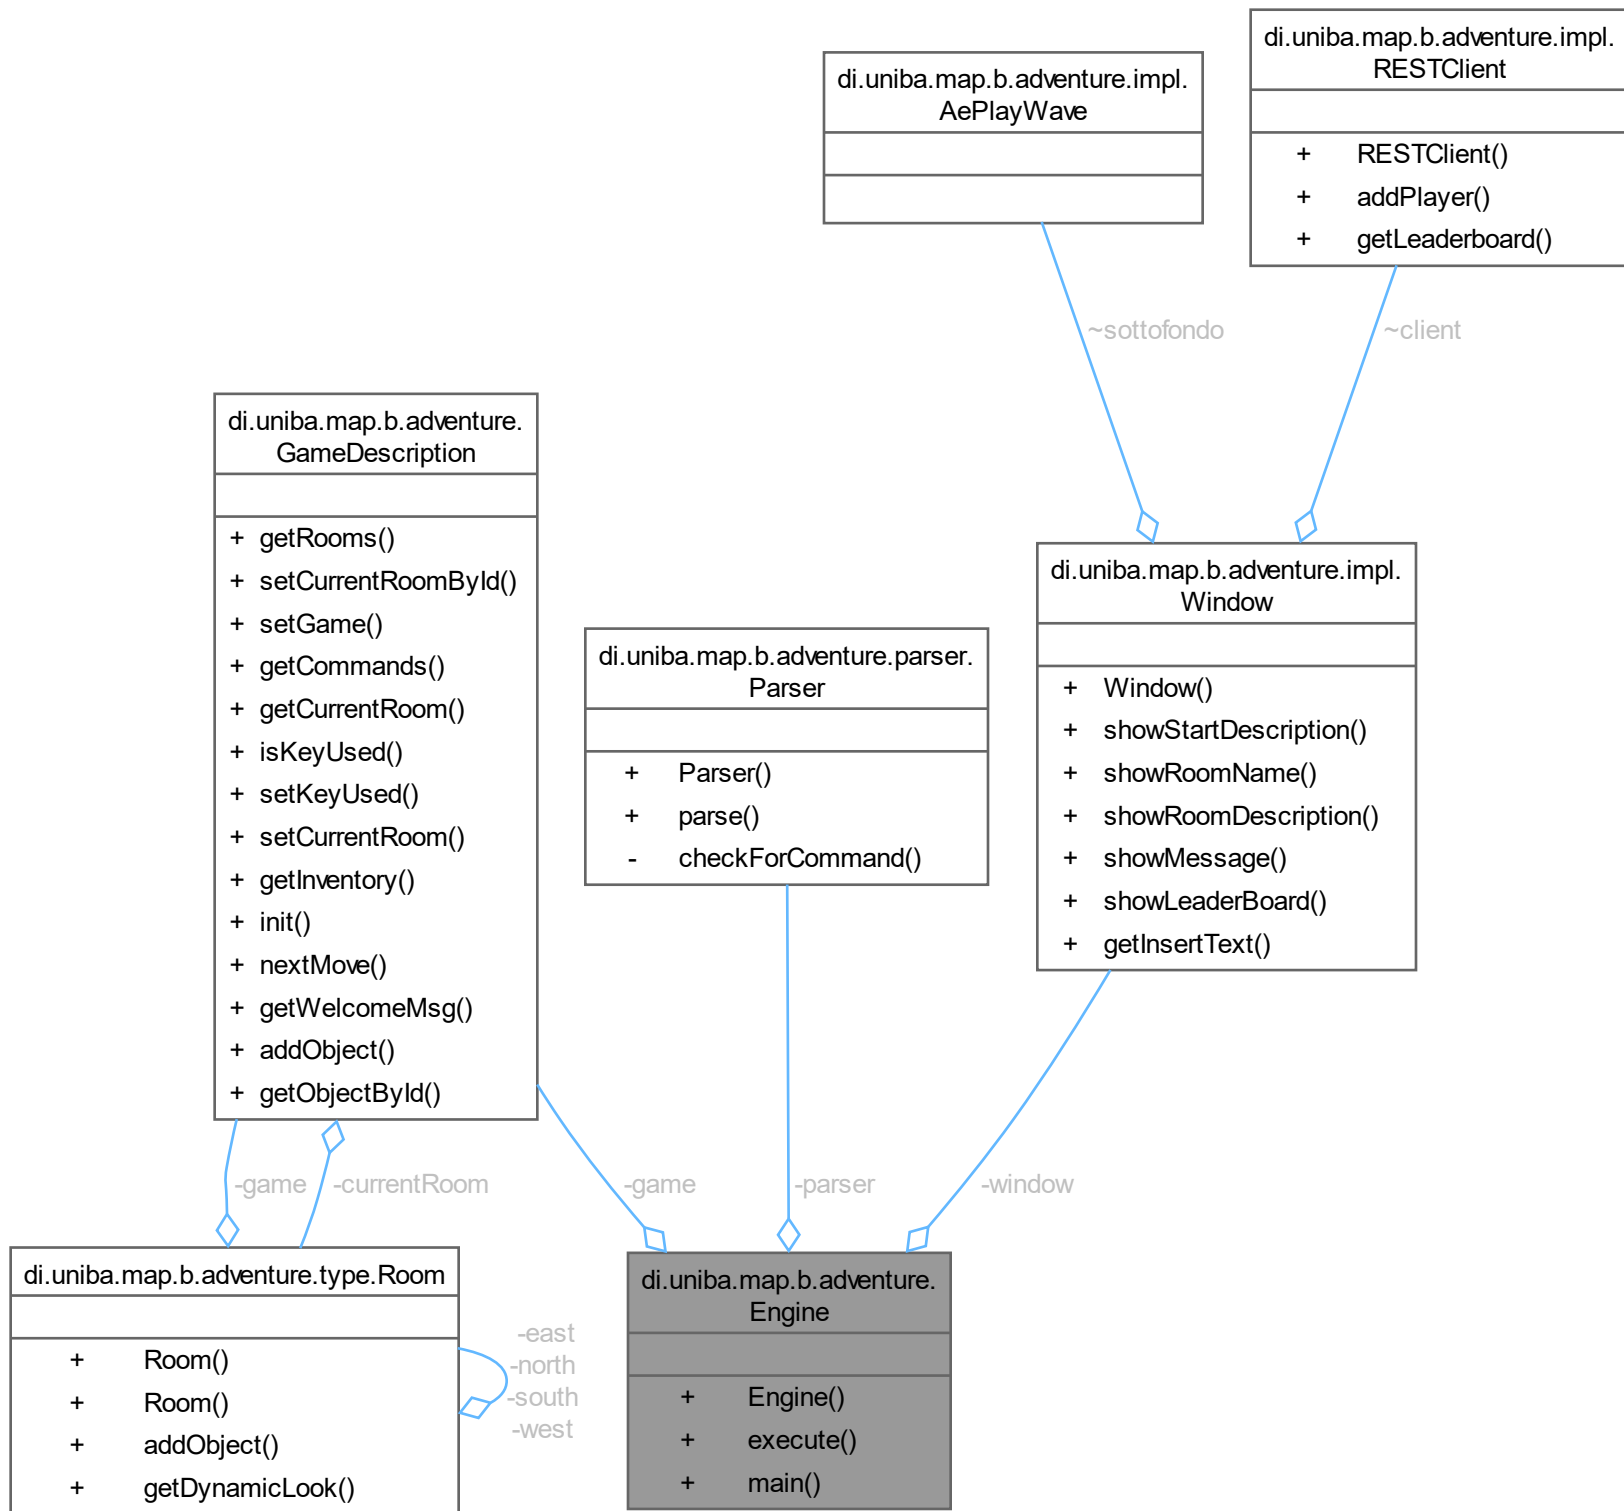 di.uniba.map.b.adventure.impl.
RESTClient
+ RESTClient()
+ addPlayer()
+ getLeaderboard()
di.uniba.map.b.adventure.impl.
AePlayWave
~sottofondo
~client
di.uniba.map.b.adventure.
GameDescription
+ getRooms()
+ setCurrentRoomById()
+ setGame()
+ getCommands()
+ getCurrentRoom()
+ isKeyUsed()
+ setKeyUsed()
+ setCurrentRoom()
+ getInventory()
+ init()
+ nextMove()
+ getWelcomeMsg()
+ addObject()
+ getObjectById()
di.uniba.map.b.adventure.parser.
Parser
+ Parser()
+ parse()
- checkForCommand()
di.uniba.map.b.adventure.impl.
Window
+ Window()
+ showStartDescription()
+ showRoomName()
+ showRoomDescription()
+ showMessage()
+ showLeaderBoard()
+ getInsertText()
-game
-currentRoom
-game
-parser
-window
di.uniba.map.b.adventure.type.Room
+ Room()
+ Room()
+ addObject()
+ getDynamicLook()
-east
-north
-south
-west
di.uniba.map.b.adventure.
Engine
+ Engine()
+ execute()
+ main()